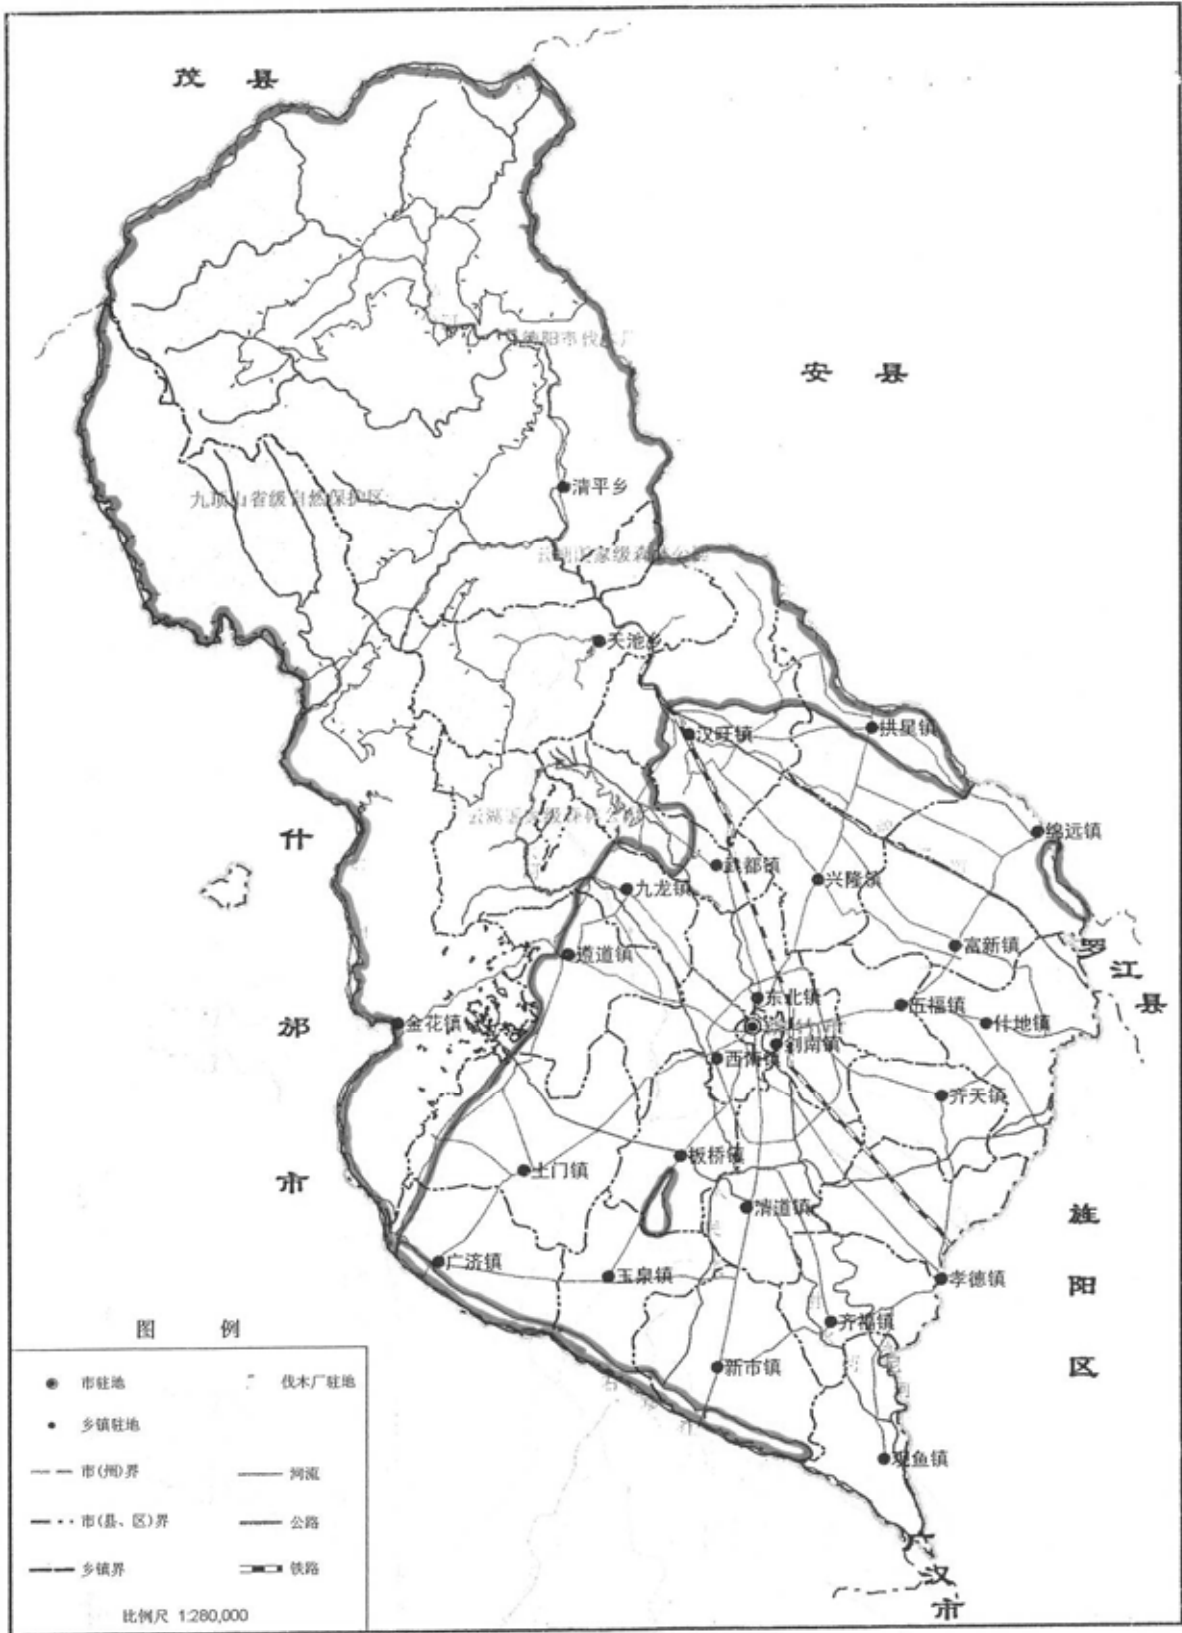 茂 县
安 县
九顶山省级自然保护区
清平乡
天池乡
汉旺镇
拱星镇
绵远镇
什
邡
市
武都镇
兴隆镇
九龙镇
富新镇
遵道镇
罗
江
县
东北镇
五福镇
什地镇
金花镇
剑南镇
西南镇
齐天镇
板桥镇
土门镇
清道镇
旌
阳
区
广济镇
玉泉镇
孝德镇
齐福镇
新市镇
观鱼镇
广
汉
市
图 例
市驻地
伐木厂驻地
乡镇驻地
市(州)界
河流
市(县、区)界
公路
乡镇界
铁路
比例尺 1:280,000